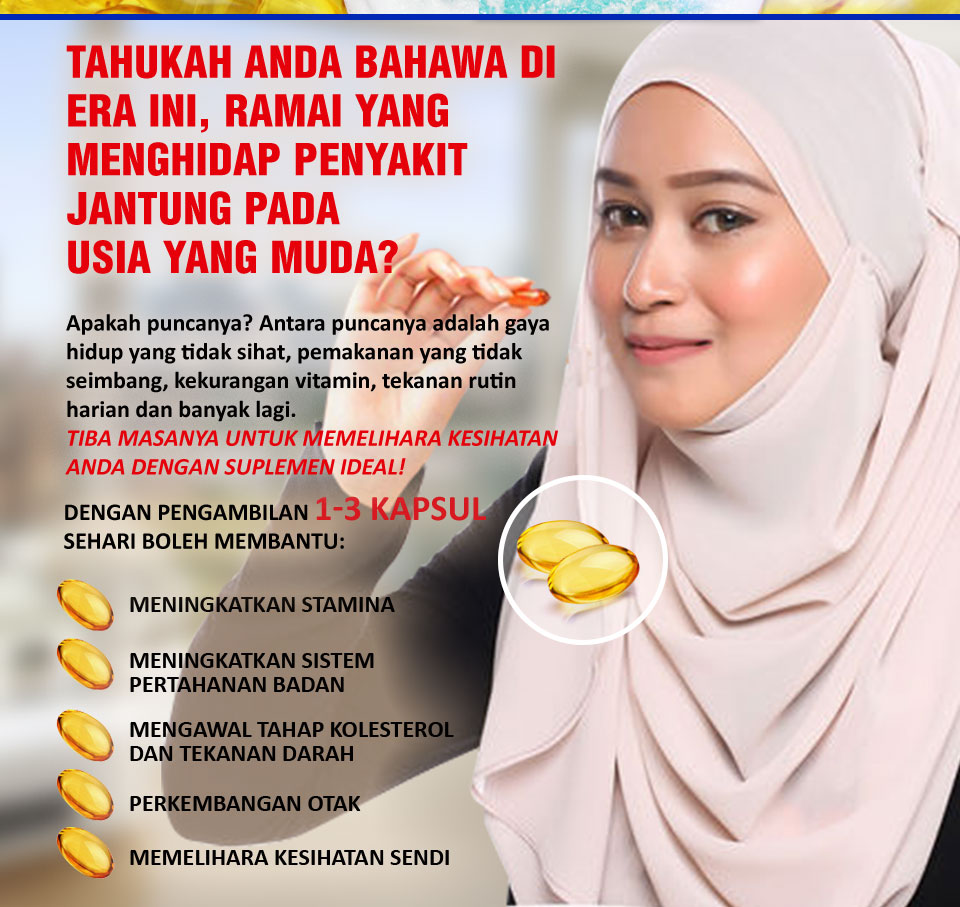 TAHUKAH ANDA BAHAWA DI
ERA INI, RAMAI YANG
MENGHIDAP PENYAKIT
JANTUNG PADA
USIA YANG MUDA?
Apakah puncanya? Antara puncanya adalah gaya
hidup yang tidak sihat, pemakanan yang tidak
seimbang, kekurangan vitamin, tekanan rutin
harian dan banyak lagi.
TIBA MASANYA UNTUK MEMELIHARA KESIHATAN
ANDA DENGAN SUPLEMEN IDEAL!
DENGAN PENGAMBILAN 1-3 KAPSUL
SEHARI BOLEH MEMBANTU:
MENINGKATKAN STAMINA
MENINGKATKAN SISTEM
PERTAHANAN BADAN
MENGAWAL TAHAP KOLESTEROL
DAN TEKANAN DARAH
PERKEMBANGAN OTAK
MEMELIHARA KESIHATAN SENDI